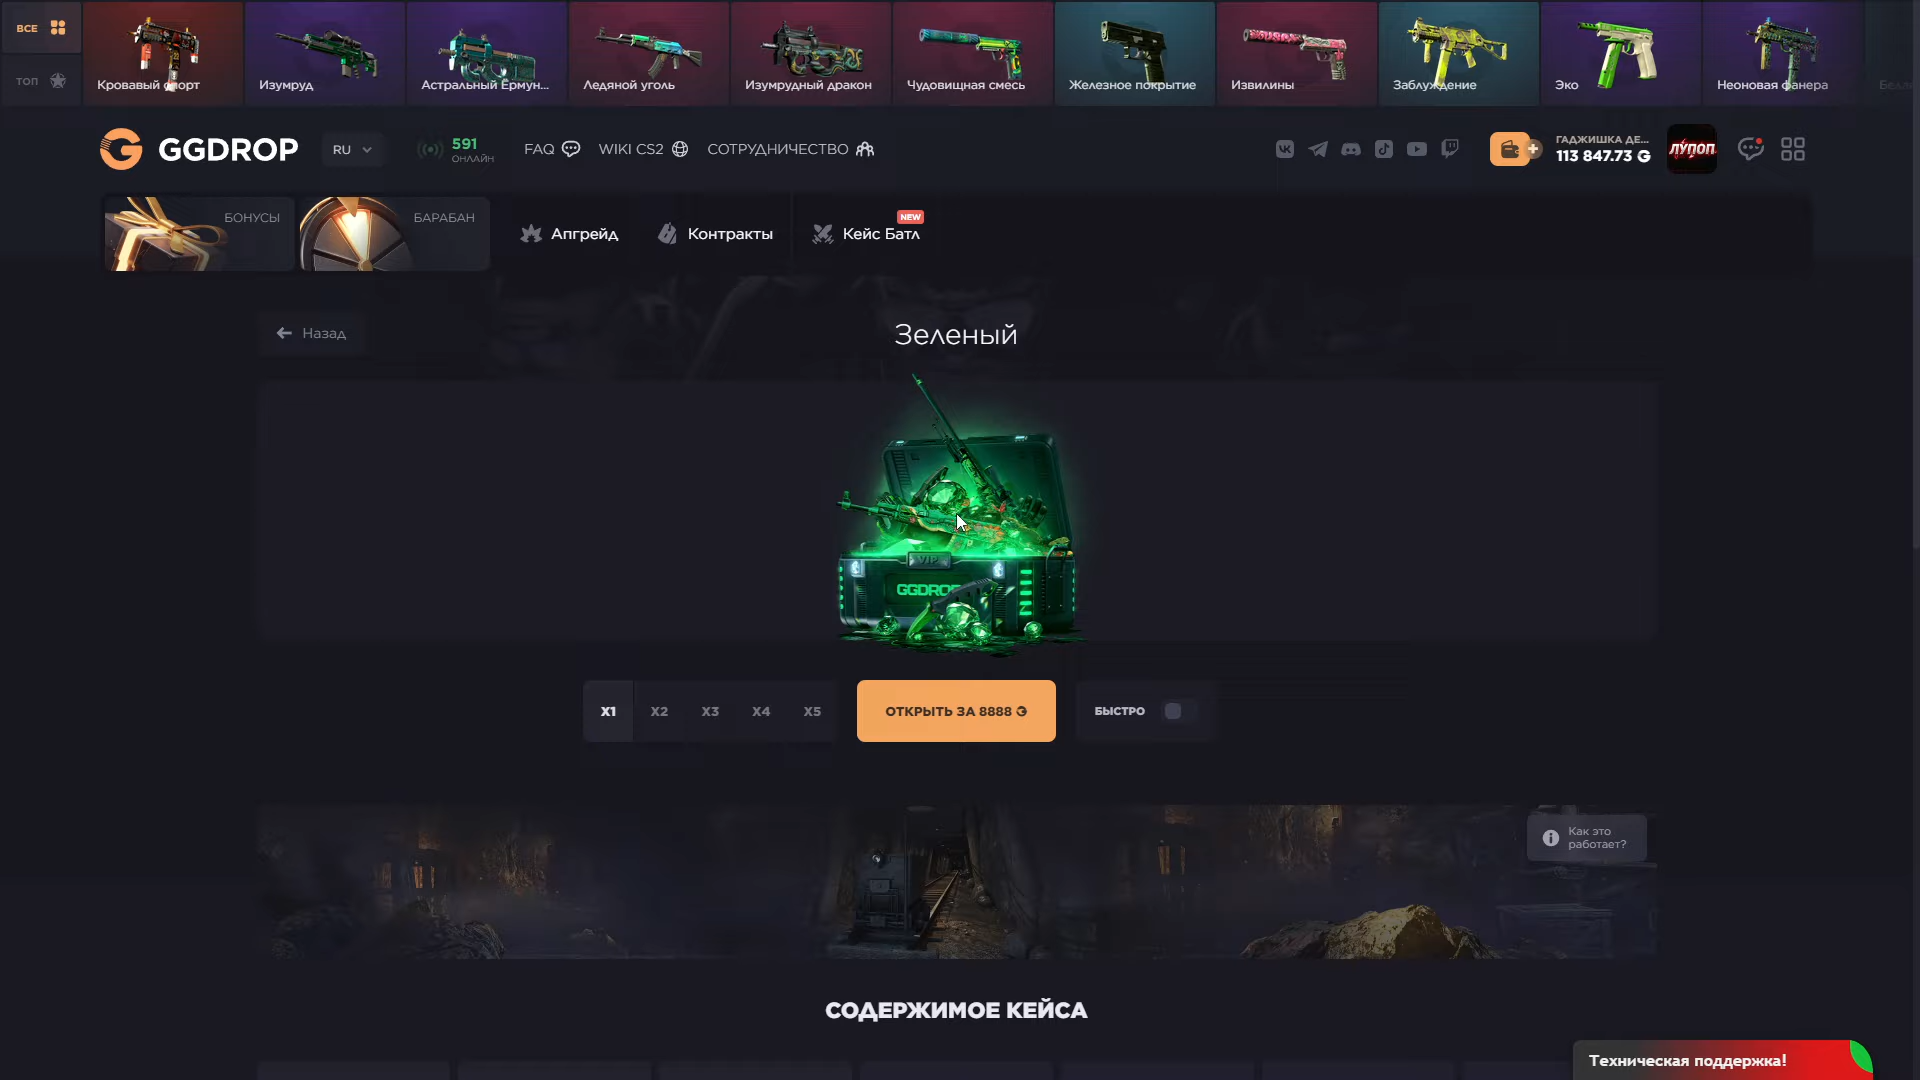 ВСЕ
ТОП
Кровавый спорт
Изумруд
Астральный Ермун...
Ледяной уголь
Изумрудный дракон
Чудовищная смесь
Железное покрытие
Извилины
Заблуждение
Эко
Неоновая фанера
GGDROP
RU
591
ОНЛАЙН
FAQ
WIKI CS2
СОТРУДНИЧЕСТВО
ГАДЖИШКА ДЕ...
113 847.73
ЛУПОП
БОНУСЫ
БАРАБАН
Апгрейд
Контракты
Кейс Батл
NEW
Назад
Зеленый
VIP
GGDROP
X1
X2
X3
X4
X5
ОТКРЫТЬ ЗА 8888
БЫСТРО
Как это
работает?
СОДЕРЖИМОЕ КЕЙСА
Техническая поддержка!